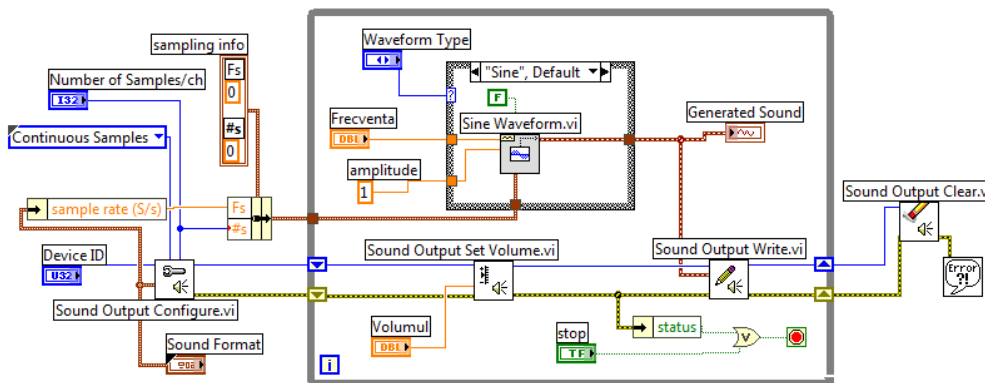 Waveform Type
sampling info
Fs
0
#s
0
Number of Samples/ch
I32
Continuous Samples
"Sine", Default
?
F
Frecventa
DBL
Sine Waveform.vi
Generated Sound
amplitude
1
sample rate (S/s)
Fs
#s
Sound Output Clear.v
Device ID
U32
Sound Output Set Volume.vi
Sound Output Write.vi
Error
?!
Sound Output Configure.vi
Volumul
DBL
status
V
stop
TF
Sound Format
i